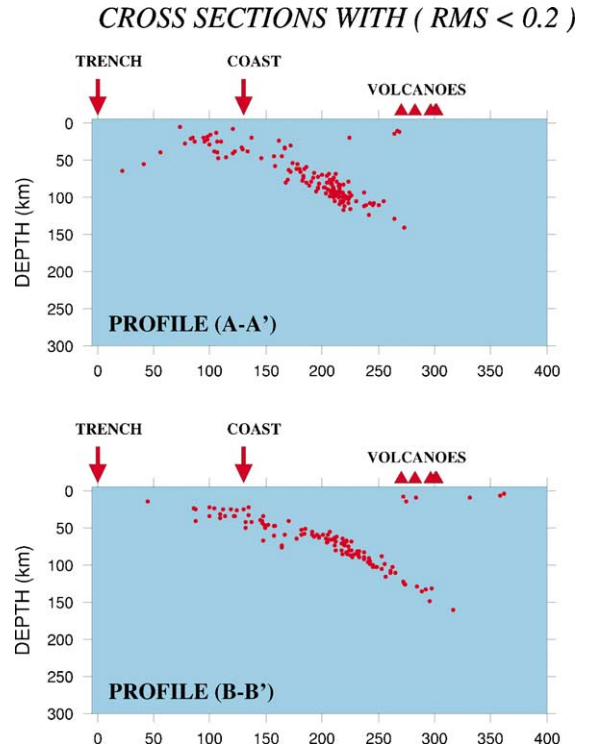 CROSS SECTIONS WITH ( RMS < 0.2 )
TRENCH COAST VOLCANOES
0
50
100
150
200
250
300
DEPTH (km)
PROFILE (A-A’)
0 50 100 150 200 250 300 350 400
TRENCH COAST VOLCANOES
0
50
100
150
200
250
300
DEPTH (km)
PROFILE (B-B’)
0 50 100 150 200 250 300 350 400